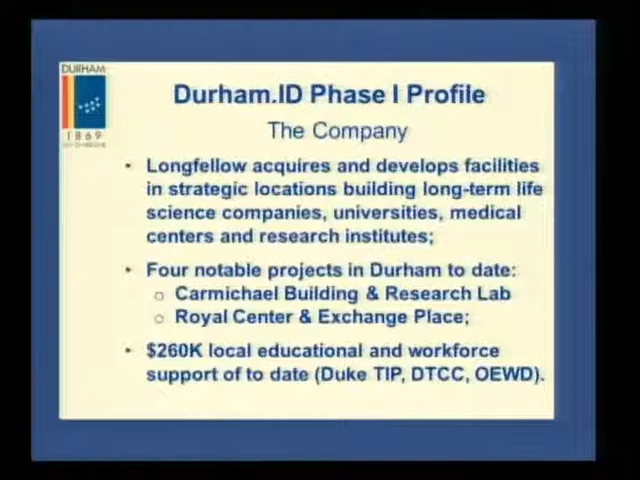 DURHAM
1869
Durham.ID Phase I Profile
The Company
• Longfellow acquires and develops facilities
in strategic locations building long-term life
science companies, universities, medical
centers and research institutes;
• Four notable projects in Durham to date:
○ Carmichael Building & Research Lab
○ Royal Center & Exchange Place;
• $260K local educational and workforce
support of to date (Duke TIP, DTCC, OEWD).